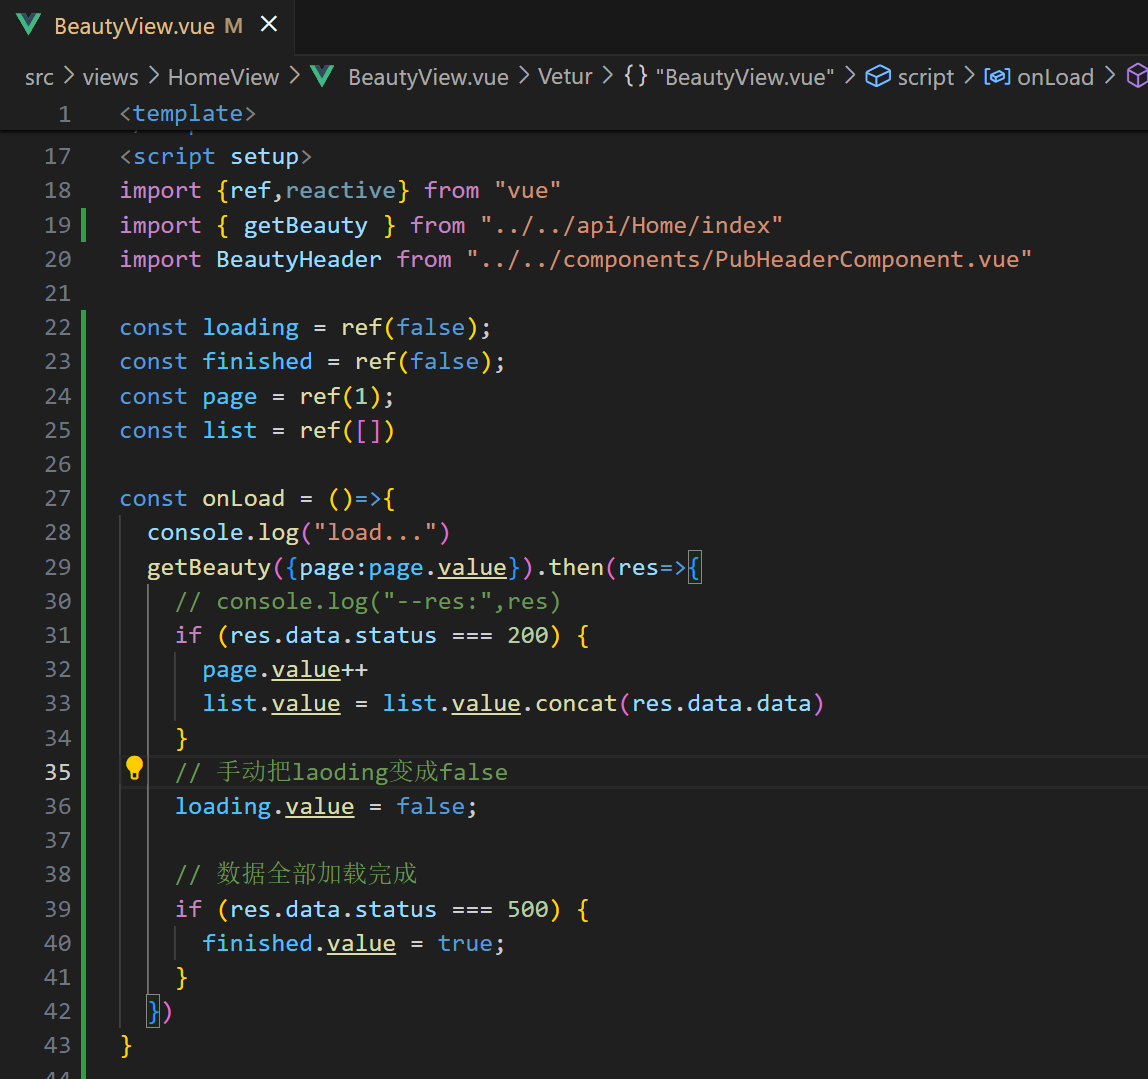 BeautyView.vue M ×
src > views > HomeView > BeautyView.vue > Vetur > {} "BeautyView.vue" > script > onLoad >
1 <template>
17 <script setup>
18 import {ref,reactive} from "vue"
19 import { getBeauty } from "../../api/Home/index"
20 import BeautyHeader from "../../components/PubHeaderComponent.vue"
21
22 const loading = ref(false);
23 const finished = ref(false);
24 const page = ref(1);
25 const list = ref([])
26
27 const onLoad = ()=>{
28 console.log("load...")
29 getBeauty({page:page.value}).then(res=>{
30 // console.log("--res:",res)
31 if (res.data.status === 200) {
32 page.value++
33 list.value = list.value.concat(res.data.data)
34 }
35 // 手动把laoding变成false
36 loading.value = false;
37
38 // 数据全部加载完成
39 if (res.data.status === 500) {
40 finished.value = true;
41 }
42 })
43 }